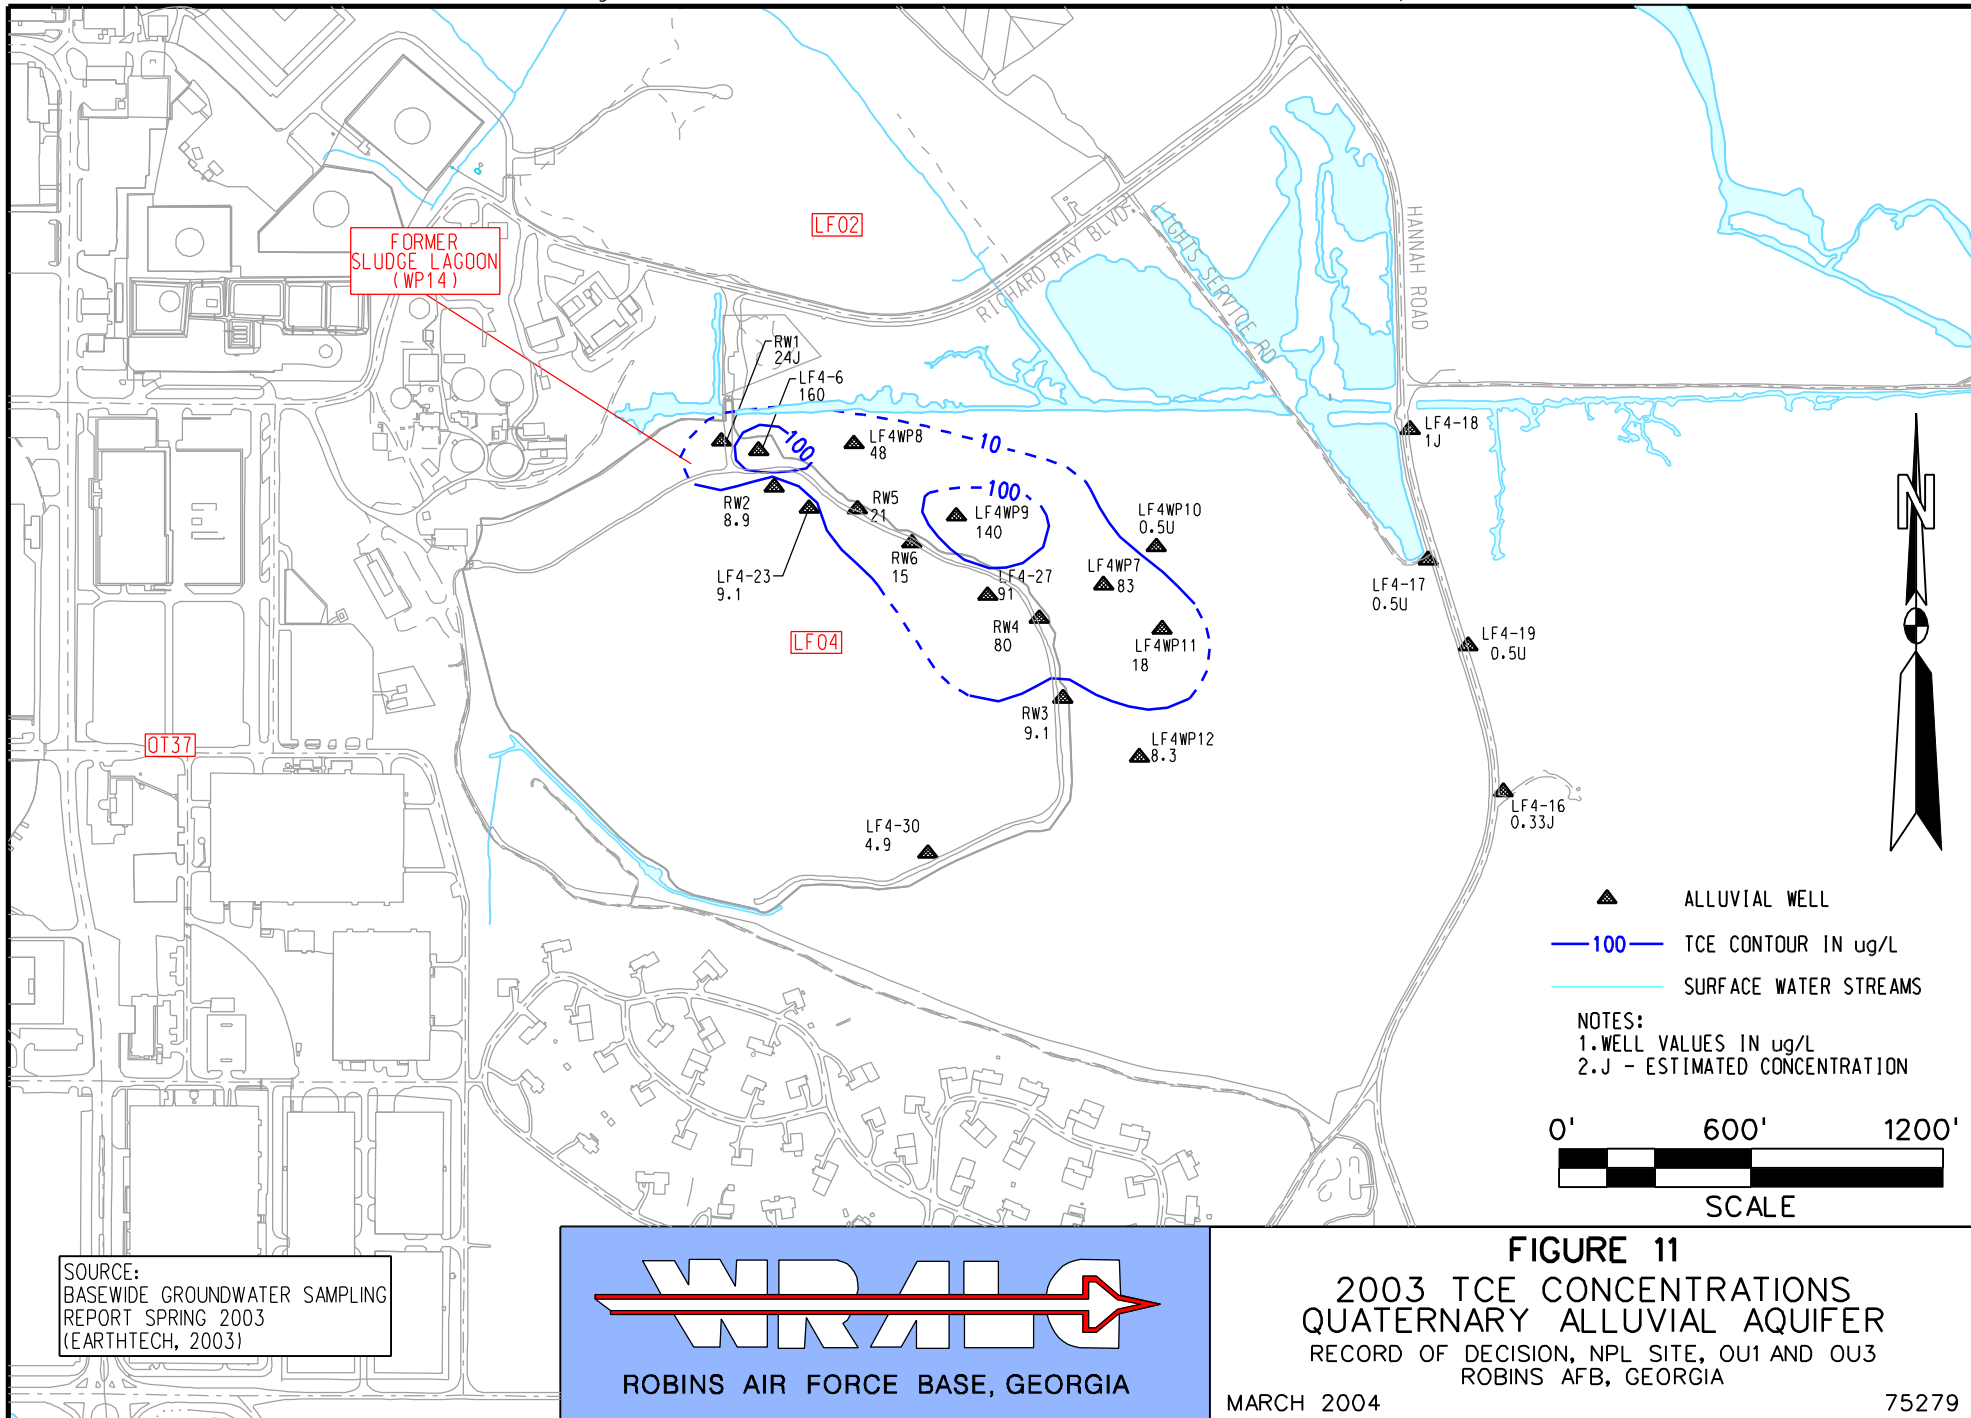 LF02
FORMER
SLUDGE LAGOON
(WP14)
RICHARD RAY BLVD.
LIGHTS SERVICE RD
HANNAH ROAD
RW1
24J
LF4-6
160
100
LF4WP8
48
10
LF4-18
1J
RW2
8.9
RW5
21
100
LF4WP9
140
LF4WP10
0.5U
LF4-23
9.1
RW6
15
LF4-27
91
LF4WP7
83
LF4-17
0.5U
LF04
RW4
80
LF4WP11
18
LF4-19
0.5U
RW3
9.1
LF4WP12
8.3
OT37
LF4-16
0.33J
LF4-30
4.9
N
ALLUVIAL WELL
100 TCE CONTOUR IN ug/L
SURFACE WATER STREAMS
NOTES:
1.WELL VALUES IN ug/L
2.J - ESTIMATED CONCENTRATION
0' 600' 1200'
SCALE
SOURCE:
BASEWIDE GROUNDWATER SAMPLING
REPORT SPRING 2003
(EARTHTECH, 2003)
WRALC
ROBINS AIR FORCE BASE, GEORGIA
FIGURE 11
2003 TCE CONCENTRATIONS
QUATERNARY ALLUVIAL AQUIFER
RECORD OF DECISION, NPL SITE, OU1 AND OU3
ROBINS AFB, GEORGIA
MARCH 2004 75279